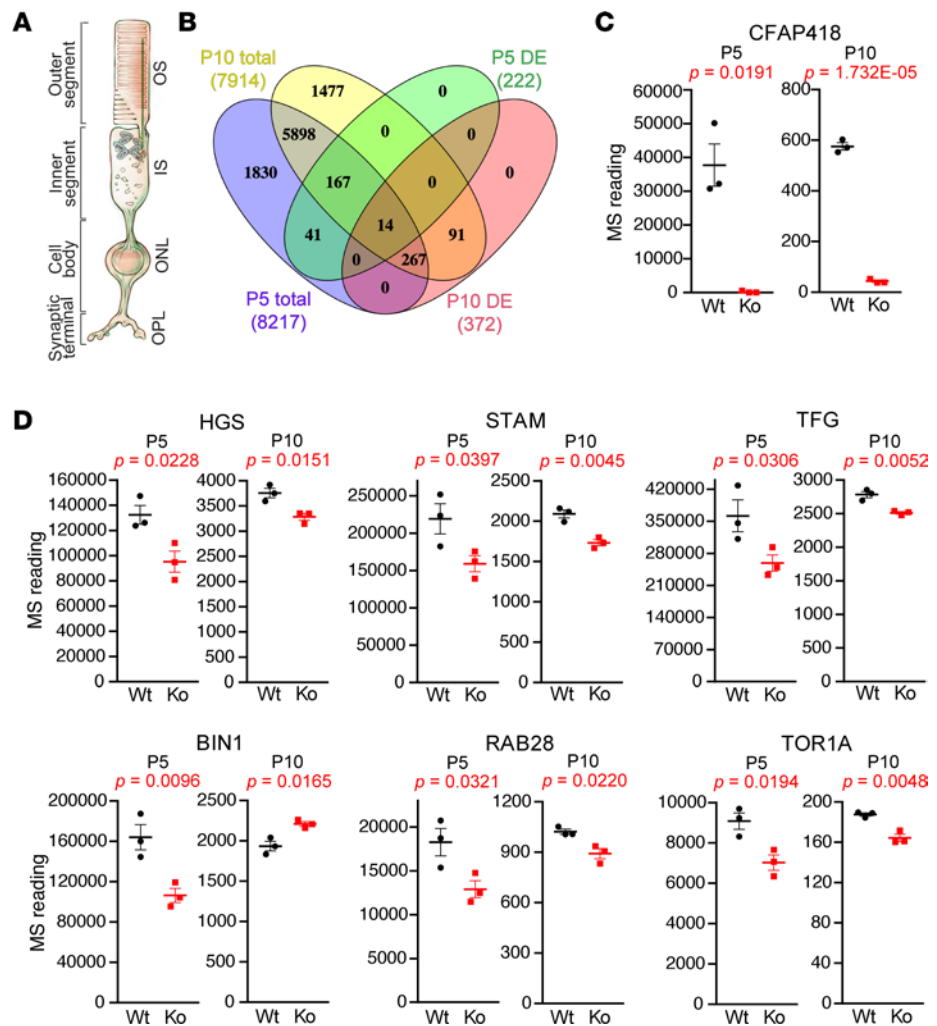 A
Outer
segment
OS
Inner
segment
IS
Cell
body
ONL
Synaptic
terminal
OPL
B
P10 total
(7914)
P5 DE
(222)
1477
0
5898
0
0
1830
167
0
0
14
41
91
0
267
0
P5 total
(8217)
P10 DE
(372)
C
CFAP418
P5
p = 0.0191
P10
p = 1.732E-05
MS reading
60000
50000
40000
30000
20000
10000
0
Wt Ko
800
600
400
200
0
Wt Ko
D
HGS
P5
p = 0.0228
P10
p = 0.0151
MS reading
160000
140000
120000
100000
80000
60000
40000
20000
0
Wt Ko
4000
3500
3000
2500
2000
1500
1000
500
0
Wt Ko
STAM
P5
p = 0.0397
P10
p = 0.0045
250000
200000
150000
100000
50000
0
Wt Ko
2500
2000
1500
1000
500
0
Wt Ko
TFG
P5
p = 0.0306
P10
p = 0.0052
420000
350000
280000
210000
140000
70000
0
Wt Ko
3000
2500
2000
1500
1000
500
0
Wt Ko
BIN1
P5
p = 0.0096
P10
p = 0.0165
MS reading
200000
160000
120000
80000
40000
0
Wt Ko
2500
2000
1500
1000
500
0
Wt Ko
RAB28
P5
p = 0.0321
P10
p = 0.0220
20000
15000
10000
5000
0
Wt Ko
1200
900
600
300
0
Wt Ko
TOR1A
P5
p = 0.0194
P10
p = 0.0048
10000
8000
6000
4000
2000
0
Wt Ko
200
160
120
80
40
0
Wt Ko